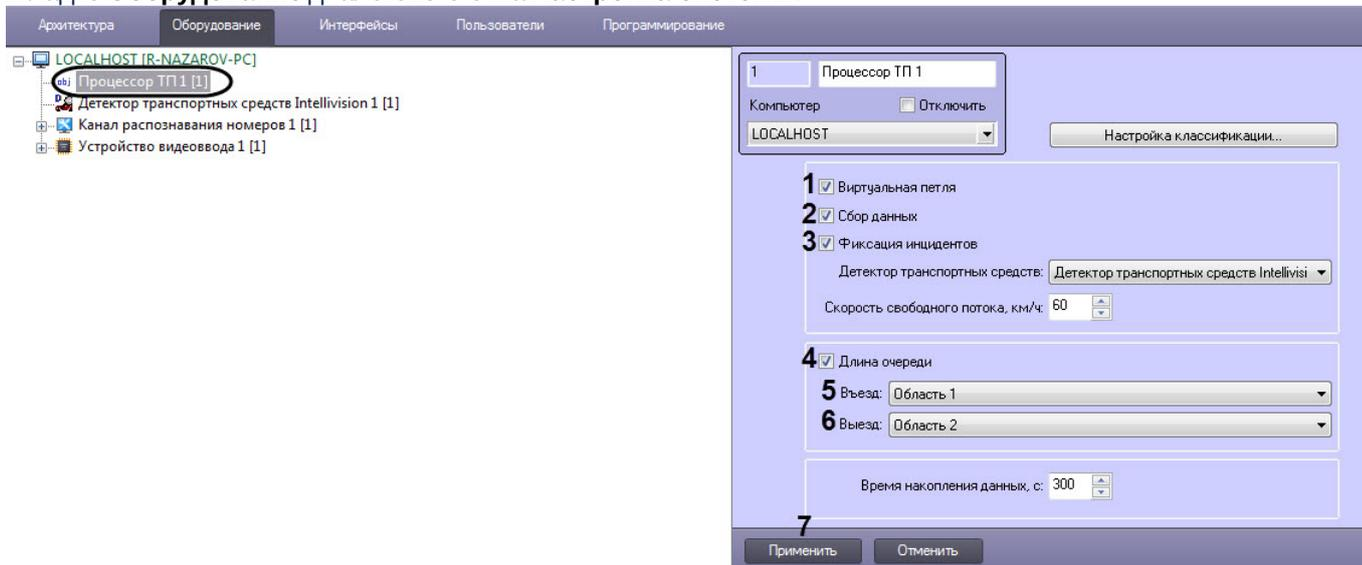 Архитектура Оборудование Интерфейсы Пользователи Программирование
LOCALHOST [R-NAZAROV-PC]
obj Процессор ТП 1 [1]
Детектор транспортных средств Intellivision 1 [1]
Канал распознавания номеров 1 [1]
Устройство видеоввода 1 [1]
1 Процессор ТП 1
Компьютер Отключить
LOCALHOST
Настройка классификации...
1 Виртуальная петля
2 Сбор данных
3 Фиксация инцидентов
Детектор транспортных средств: Детектор транспортных средств Intellivisi
Скорость свободного потока, км/ч: 60
4 Длина очереди
5 Въезд: Область 1
6 Выезд: Область 2
Время накопления данных, с: 300
7
Применить Отменить